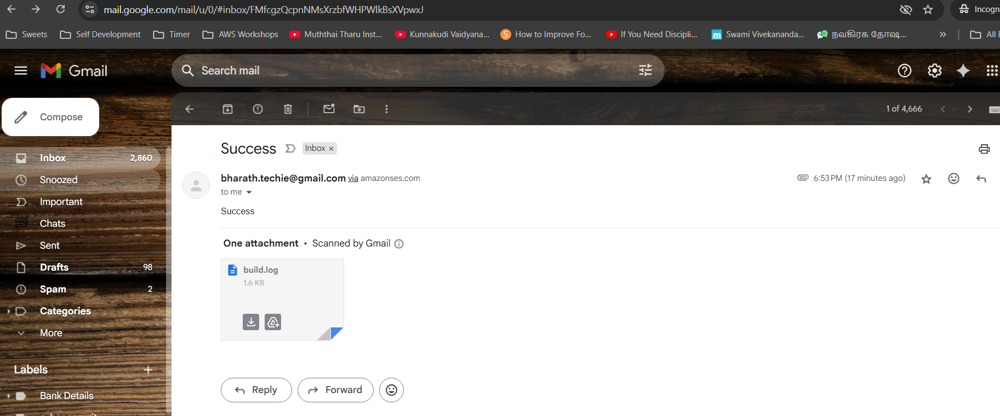 mail.google.com/mail/u/0/#inbox/FMfcgzQcpnNMsXrzbfWHPWlkBsXVpwxJ
Incogn
Sweets Self Development Timer AWS Workshops Muththai Tharu Inst... Kunnakudi Vaidyana... How to Improve Fo... If You Need Discipli... Swami Vivekananda... நவகிரக தோஷ... » All
Gmail
Search mail
Compose
1 of 4,666
Success Inbox ×
Inbox 2,860
Snoozed
Important
Chats
Sent
Drafts 98
Spam 2
Categories
More
Labels +
Bank Details
bharath.techie@gmail.com via amazonses.com
6:53 PM (17 minutes ago)
to me
Success
One attachment • Scanned by Gmail
build.log
1.6 KB
Reply
Forward